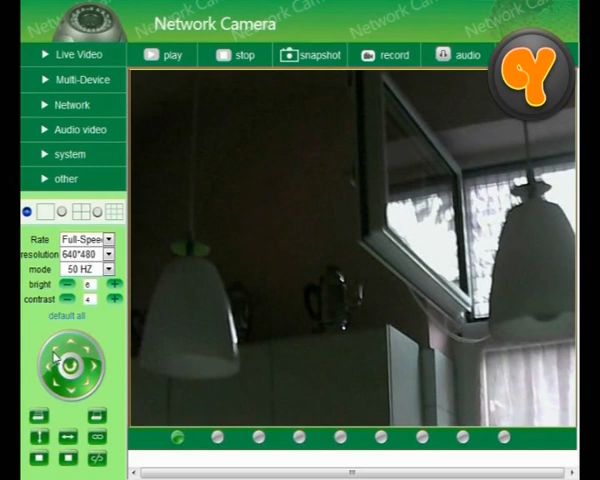 Network Camera
Live Video
play
stop
snapshot
record
audio
Multi-Device
Network
Audio video
system
other
Rate Full-Spee
resolution 640*480
mode 50 HZ
bright 6
contrast 4
default all